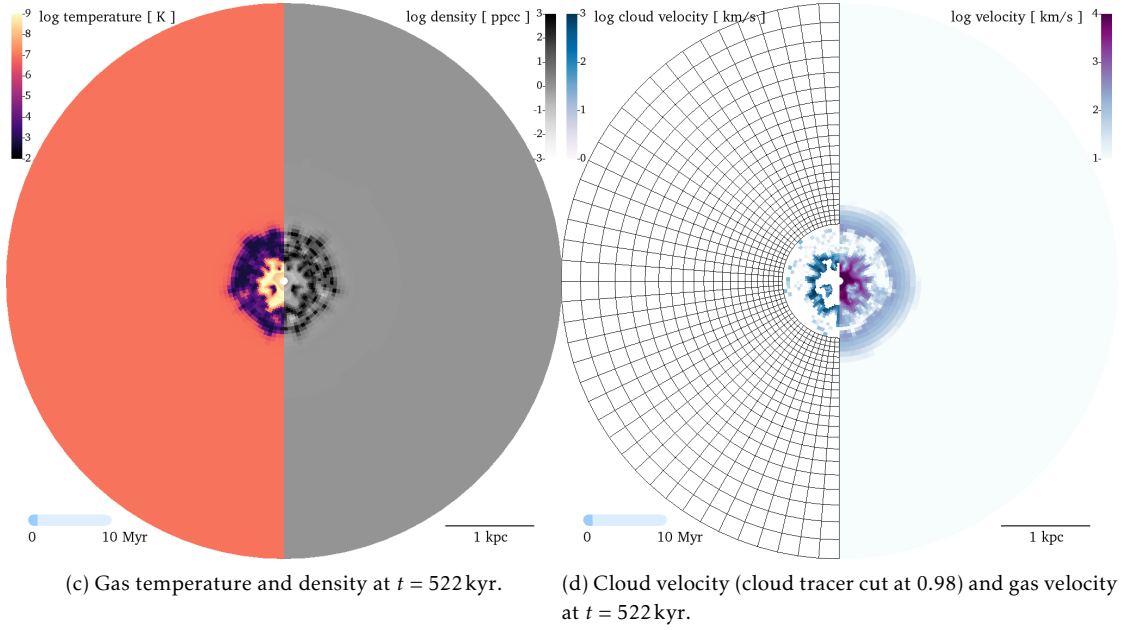 log temperature [ K ]
-9
-8
-7
-6
-5
-4
-3
-2
log density [ ppcc ]
3
2
1
0
-1
-2
-3
0
10 Myr
1 kpc
log cloud velocity [ km/s ]
-3
-2
-1
-0
log velocity [ km/s ]
4
3
2
1
0
10 Myr
1 kpc
(c) Gas temperature and density at t = 522 kyr.
(d) Cloud velocity (cloud tracer cut at 0.98) and gas velocity
at t = 522 kyr.